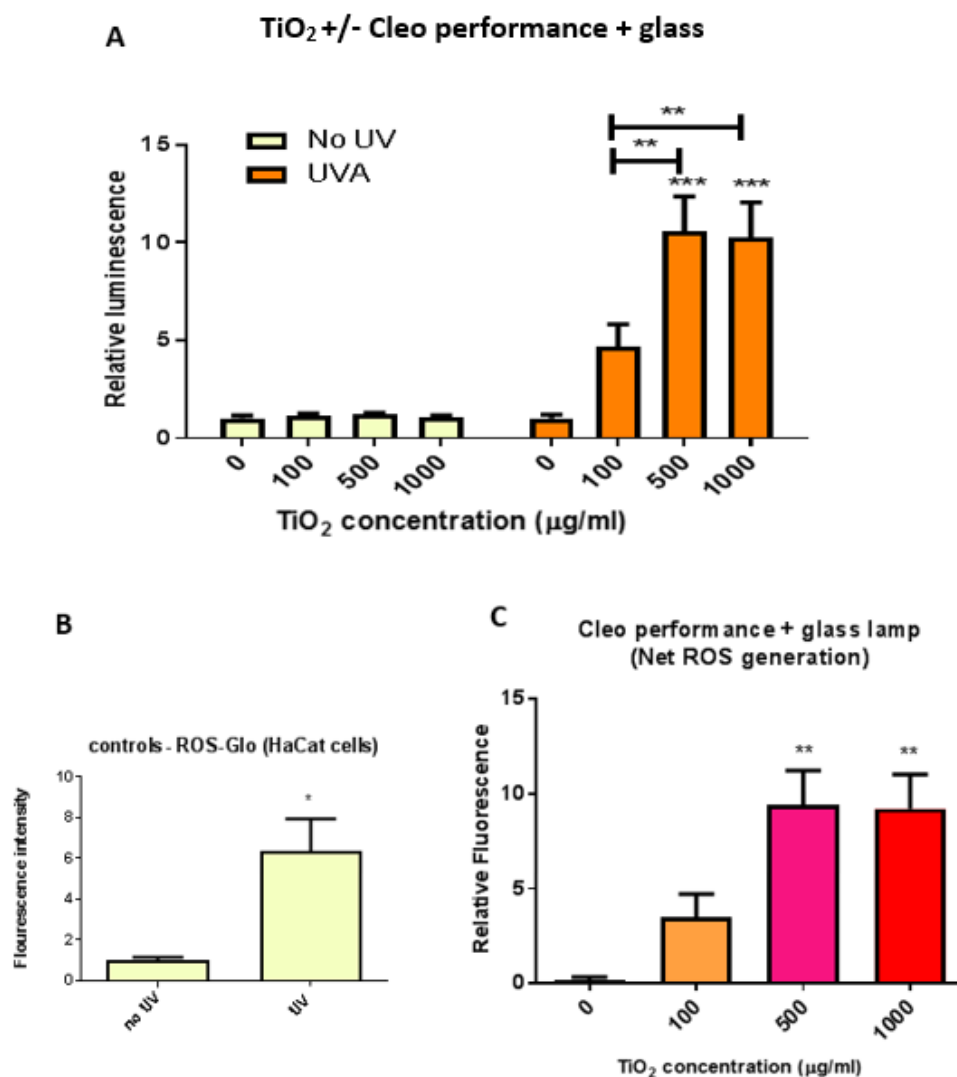 A
TiO₂ +/- Cleo performance + glass
**
**
*** ***
No UV
UVA
15
10
5
0
Relative luminescence
0 100 500 1000 0 100 500 1000
TiO₂ concentration (µg/ml)
B
controls - ROS-Glo (HaCat cells)
10
8
6
4
2
0
*
Flourescence intensity
no UV UV
C
Cleo performance + glass lamp
(Net ROS generation)
15
10
5
0
** **
Relative Fluorescence
0 100 500 1000
TiO₂ concentration (µg/ml)